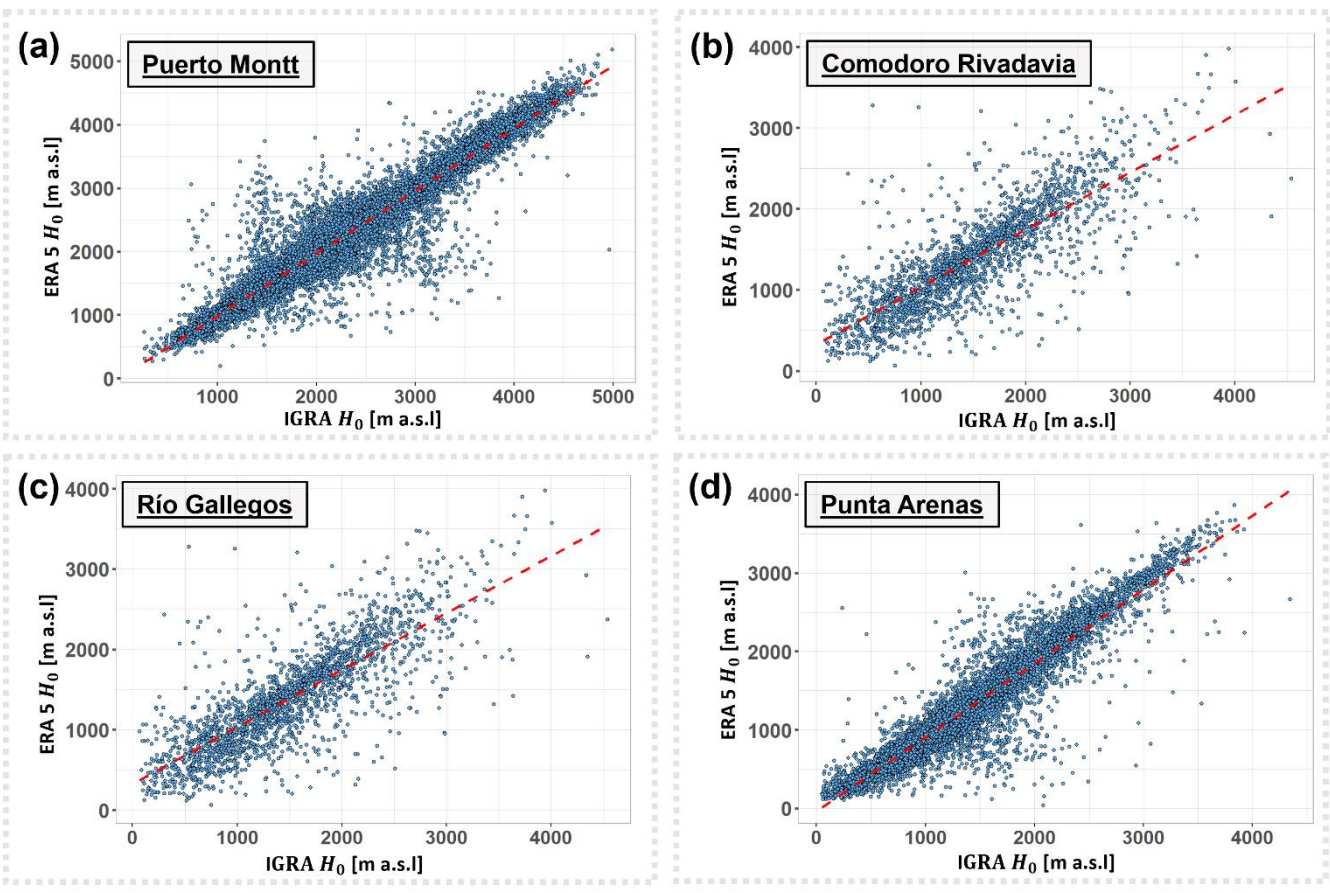 (a)
Puerto Montt
5000
4000
3000
2000
1000
0
ERA 5 H₀ [m a.s.l]
1000 2000 3000 4000 5000
IGRA H₀ [m a.s.l]
(b)
Comodoro Rivadavia
4000
3000
2000
1000
0
ERA 5 H₀ [m a.s.l]
0 1000 2000 3000 4000
IGRA H₀ [m a.s.l]
(c)
Río Gallegos
4000
3000
2000
1000
0
ERA 5 H₀ [m a.s.l]
0 1000 2000 3000 4000
IGRA H₀ [m a.s.l]
(d)
Punta Arenas
4000
3000
2000
1000
0
ERA 5 H₀ [m a.s.l]
0 1000 2000 3000 4000
IGRA H₀ [m a.s.l]